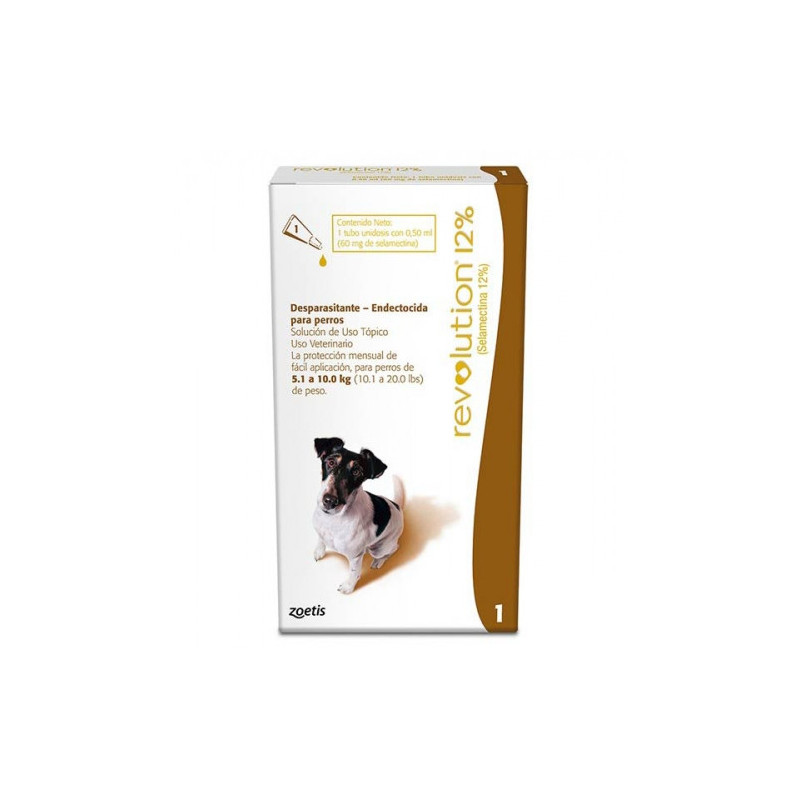 revolution 12%
1
1
Contenido Neto:
1 tubo unidosis con 0,50 ml
(60 mg de selamectina)
Desparasitante – Endectocida
para perros
Solución de Uso Tópico
Uso Veterinario
La protección mensual de
fácil aplicación, para perros de
5.1 a 10.0 kg (10.1 a 20.0 lbs)
de peso.
revolution® 12%
(Selamectina 12%)
zoetis
1